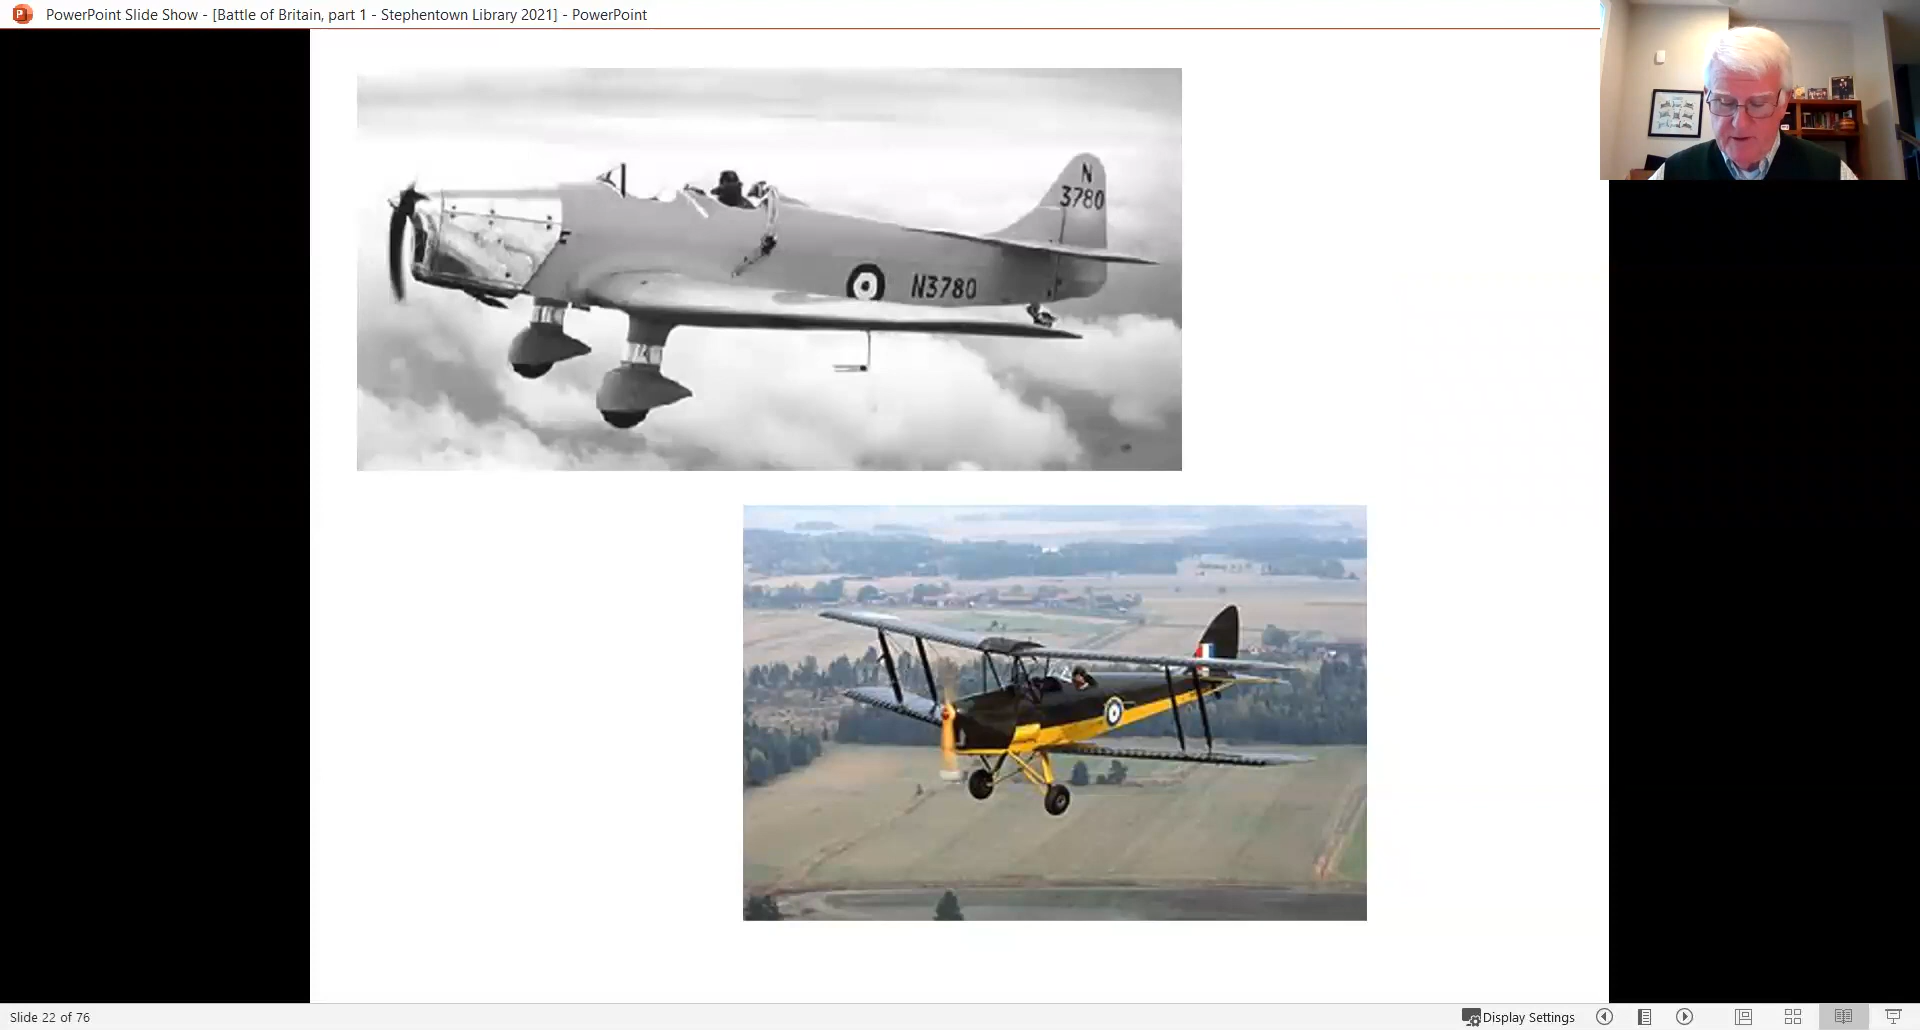 PowerPoint Slide Show - [Battle of Britain, part 1 - Stephentown Library 2021] - PowerPoint
N
3780
N3780
Slide 22 of 76
Display Settings